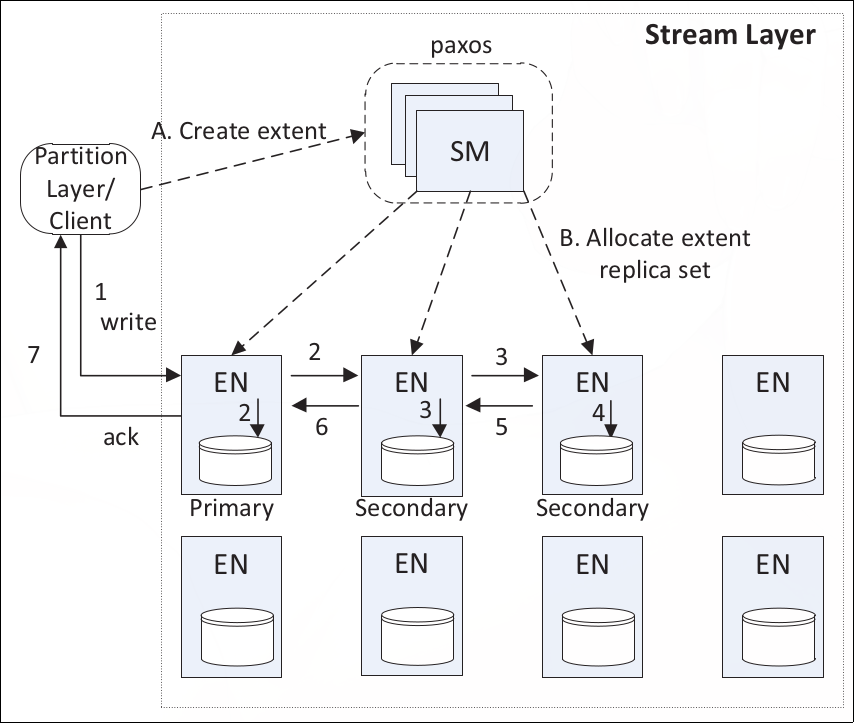 Stream Layer
paxos
A. Create extent
SM
Partition
Layer/
Client
B. Allocate extent
replica set
1
write
7
ack
EN
2
2
6
EN
3
3
5
EN
4
EN
Primary
Secondary
Secondary
EN
EN
EN
EN